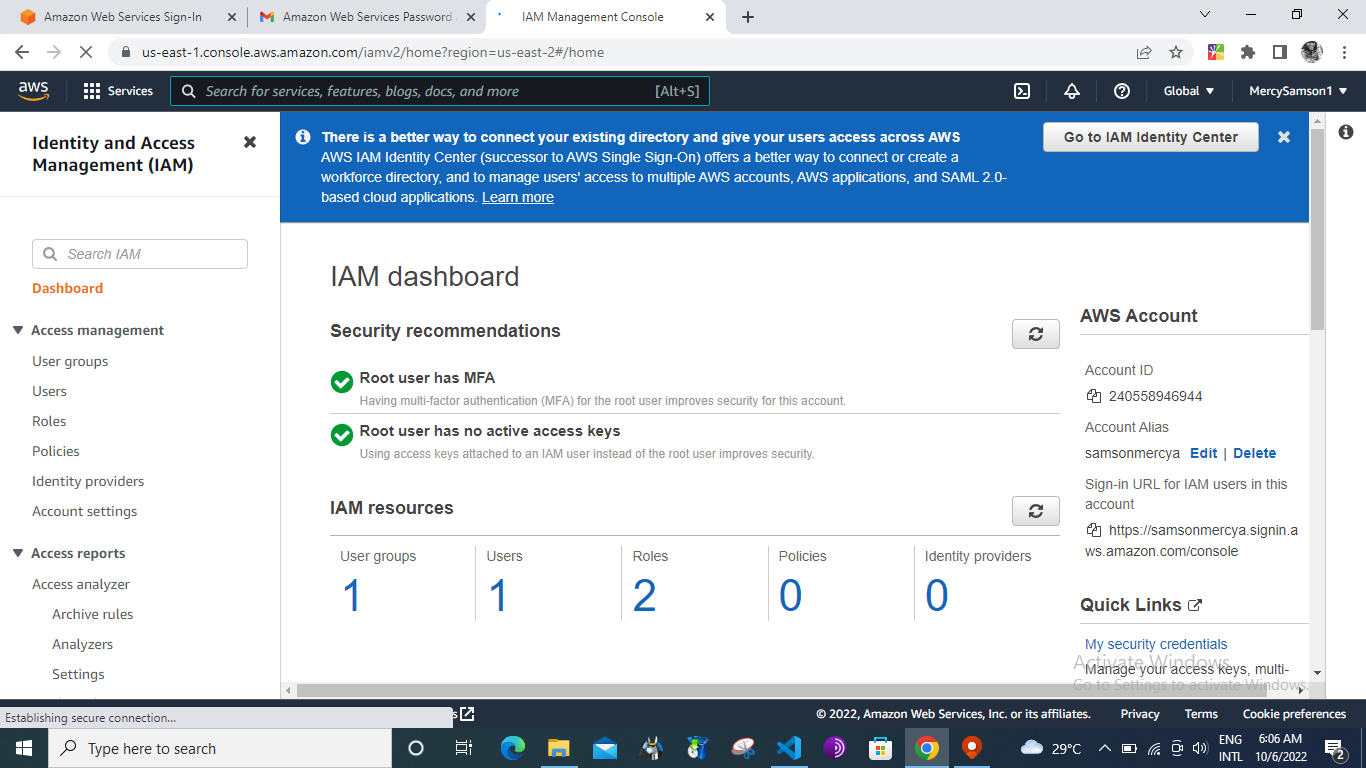 Amazon Web Services Sign-In
Amazon Web Services Password
IAM Management Console
us-east-1.console.aws.amazon.com/iamv2/home?region=us-east-2#/home
aws
Services
Search for services, features, blogs, docs, and more
[Alt+S]
Global
MercySamson1
Identity and Access
Management (IAM)
Search IAM
Dashboard
Access management
User groups
Users
Roles
Policies
Identity providers
Account settings
Access reports
Access analyzer
Archive rules
Analyzers
Settings
There is a better way to connect your existing directory and give your users access across AWS
AWS IAM Identity Center (successor to AWS Single Sign-On) offers a better way to connect or create a
workforce directory, and to manage users' access to multiple AWS accounts, AWS applications, and SAML 2.0-
based cloud applications. Learn more
Go to IAM Identity Center
IAM dashboard
Security recommendations
Root user has MFA
Having multi-factor authentication (MFA) for the root user improves security for this account.
Root user has no active access keys
Using access keys attached to an IAM user instead of the root user improves security.
IAM resources
User groups
1
Users
1
Roles
2
Policies
0
Identity providers
0
AWS Account
Account ID
240558946944
Account Alias
samsonmercya Edit | Delete
Sign-in URL for IAM users in this
account
https://samsonmercya.signin.a
ws.amazon.com/console
Quick Links
My security credentials
Manage your access keys, multi-
Activate Windows
Go to Settings to activate Windows.
Establishing secure connection...
© 2022, Amazon Web Services, Inc. or its affiliates.
Privacy
Terms
Cookie preferences
Type here to search
29°C
ENG
INTL
6:06 AM
10/6/2022
2